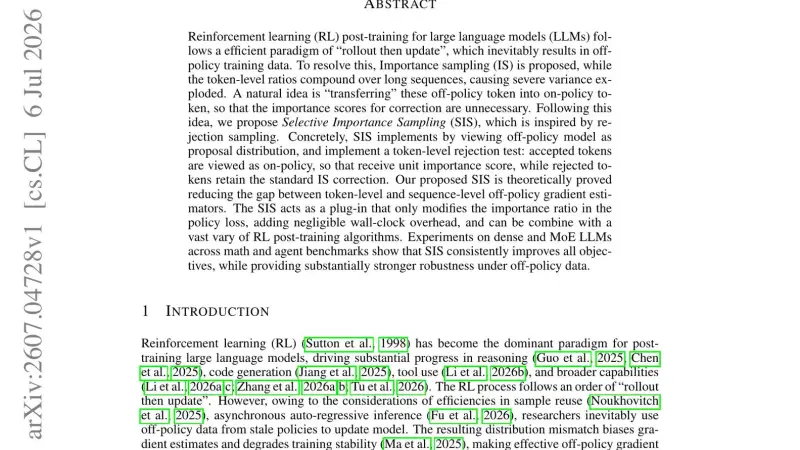 ABSTRACT
Reinforcement learning (RL) post-training for large language models (LLMs) fol-
lows a efficient paradigm of “rollout then update”, which inevitably results in off-
policy training data. To resolve this, Importance sampling (IS) is proposed, while
the token-level ratios compound over long sequences, causing severe variance ex-
ploded. A natural idea is “transferring” these off-policy token into on-policy to-
ken, so that the importance scores for correction are unnecessary. Following this
idea, we propose Selective Importance Sampling (SIS), which is inspired by re-
jection sampling. Concretely, SIS implements by viewing off-policy model as
proposal distribution, and implement a token-level rejection test: accepted tokens
are viewed as on-policy, so that receive unit importance score, while rejected to-
kens retain the standard IS correction. Our proposed SIS is theoretically proved
reducing the gap between token-level and sequence-level off-policy gradient esti-
mators. The SIS acts as a plug-in that only modifies the importance ratio in the
policy loss, adding negligible wall-clock overhead, and can be combine with a
vast vary of RL post-training algorithms. Experiments on dense and MoE LLMs
across math and agent benchmarks show that SIS consistently improves all objec-
tives, while providing substantially stronger robustness under off-policy data.
1 INTRODUCTION
Reinforcement learning (RL) (Sutton et al., 1998) has become the dominant paradigm for post-
training large language models, driving substantial progress in reasoning (Guo et al., 2025; Chen
et al., 2025), code generation (Jiang et al., 2025), tool use (Li et al., 2026b), and broader capabilities
(Li et al., 2026a;c; Zhang et al., 2026a;b; Tu et al., 2026). The RL process follows an order of “rollout
then update”. However, owing to the considerations of efficiencies in sample reuse (Noukhovitch
et al., 2025), asynchronous auto-regressive inference (Fu et al., 2026), researchers inevitably use
off-policy data from stale policies to update model. The resulting distribution mismatch biases gra-
dient estimates and degrades training stability (Ma et al., 2025), making effective off-policy gradient
arXiv:2607.04728v1 [cs.CL] 6 Jul 2026